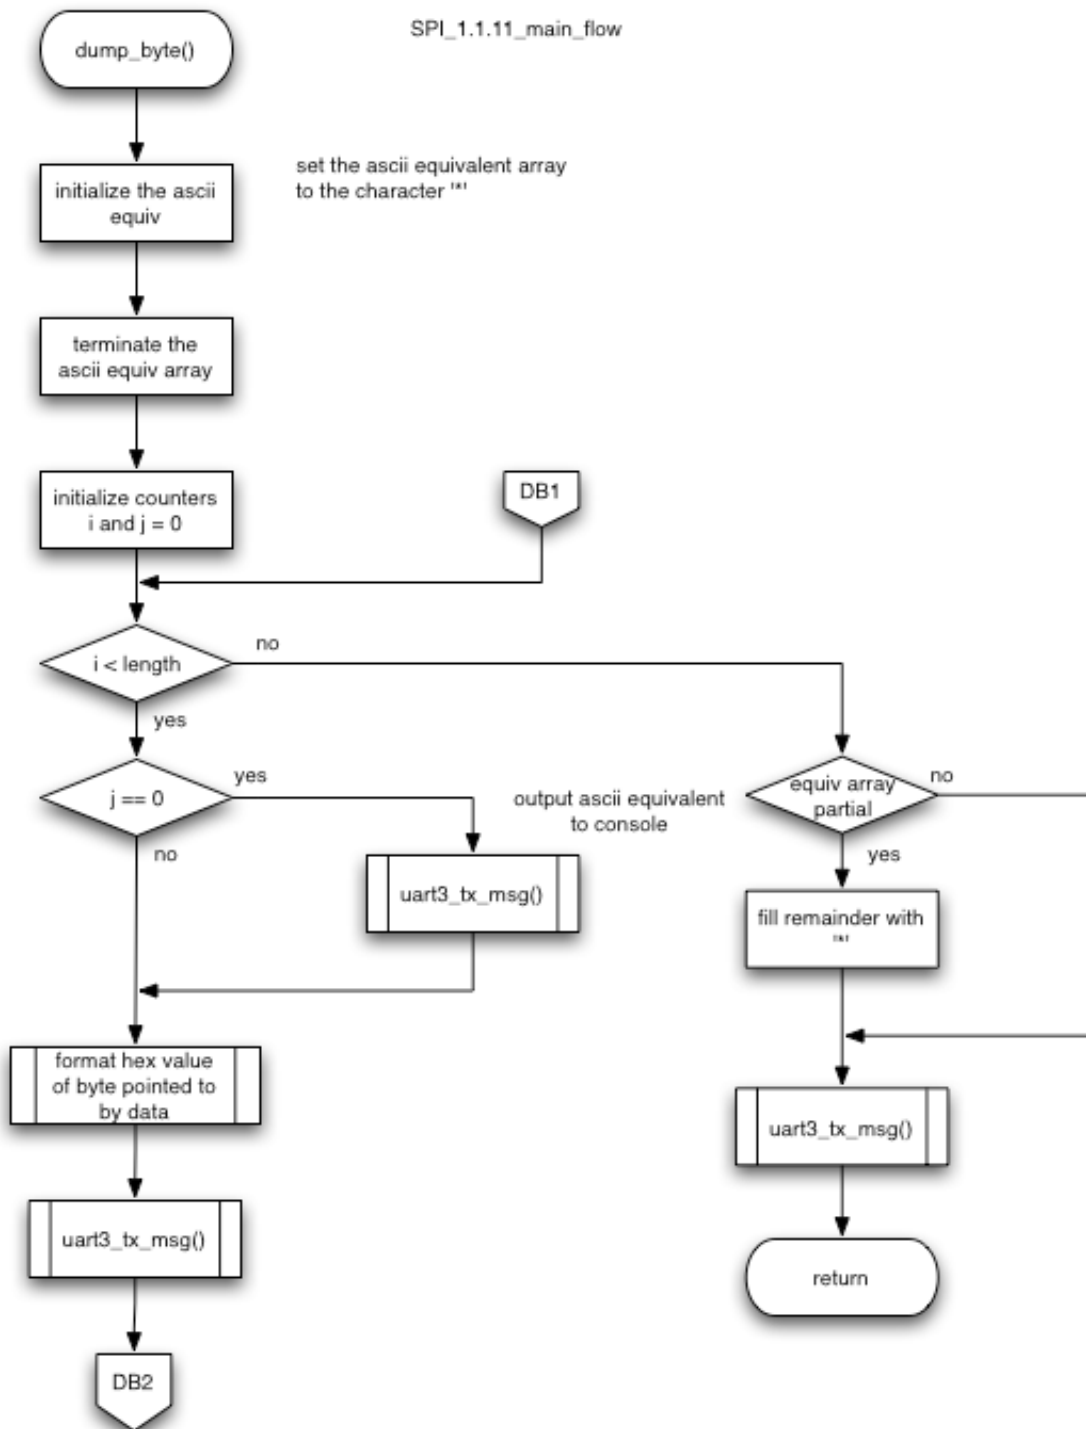 SPI_1.1.11_main_flow
dump_byte()
set the ascii equivalent array
to the character '*'
initialize the ascii
equiv
terminate the
ascii equiv array
initialize counters
i and j = 0
DB1
i < length
no
yes
j == 0
yes
no
output ascii equivalent
to console
uart3_tx_msg()
equiv array
partial
no
yes
fill remainder with
'*'
format hex value
of byte pointed to
by data
uart3_tx_msg()
uart3_tx_msg()
return
DB2